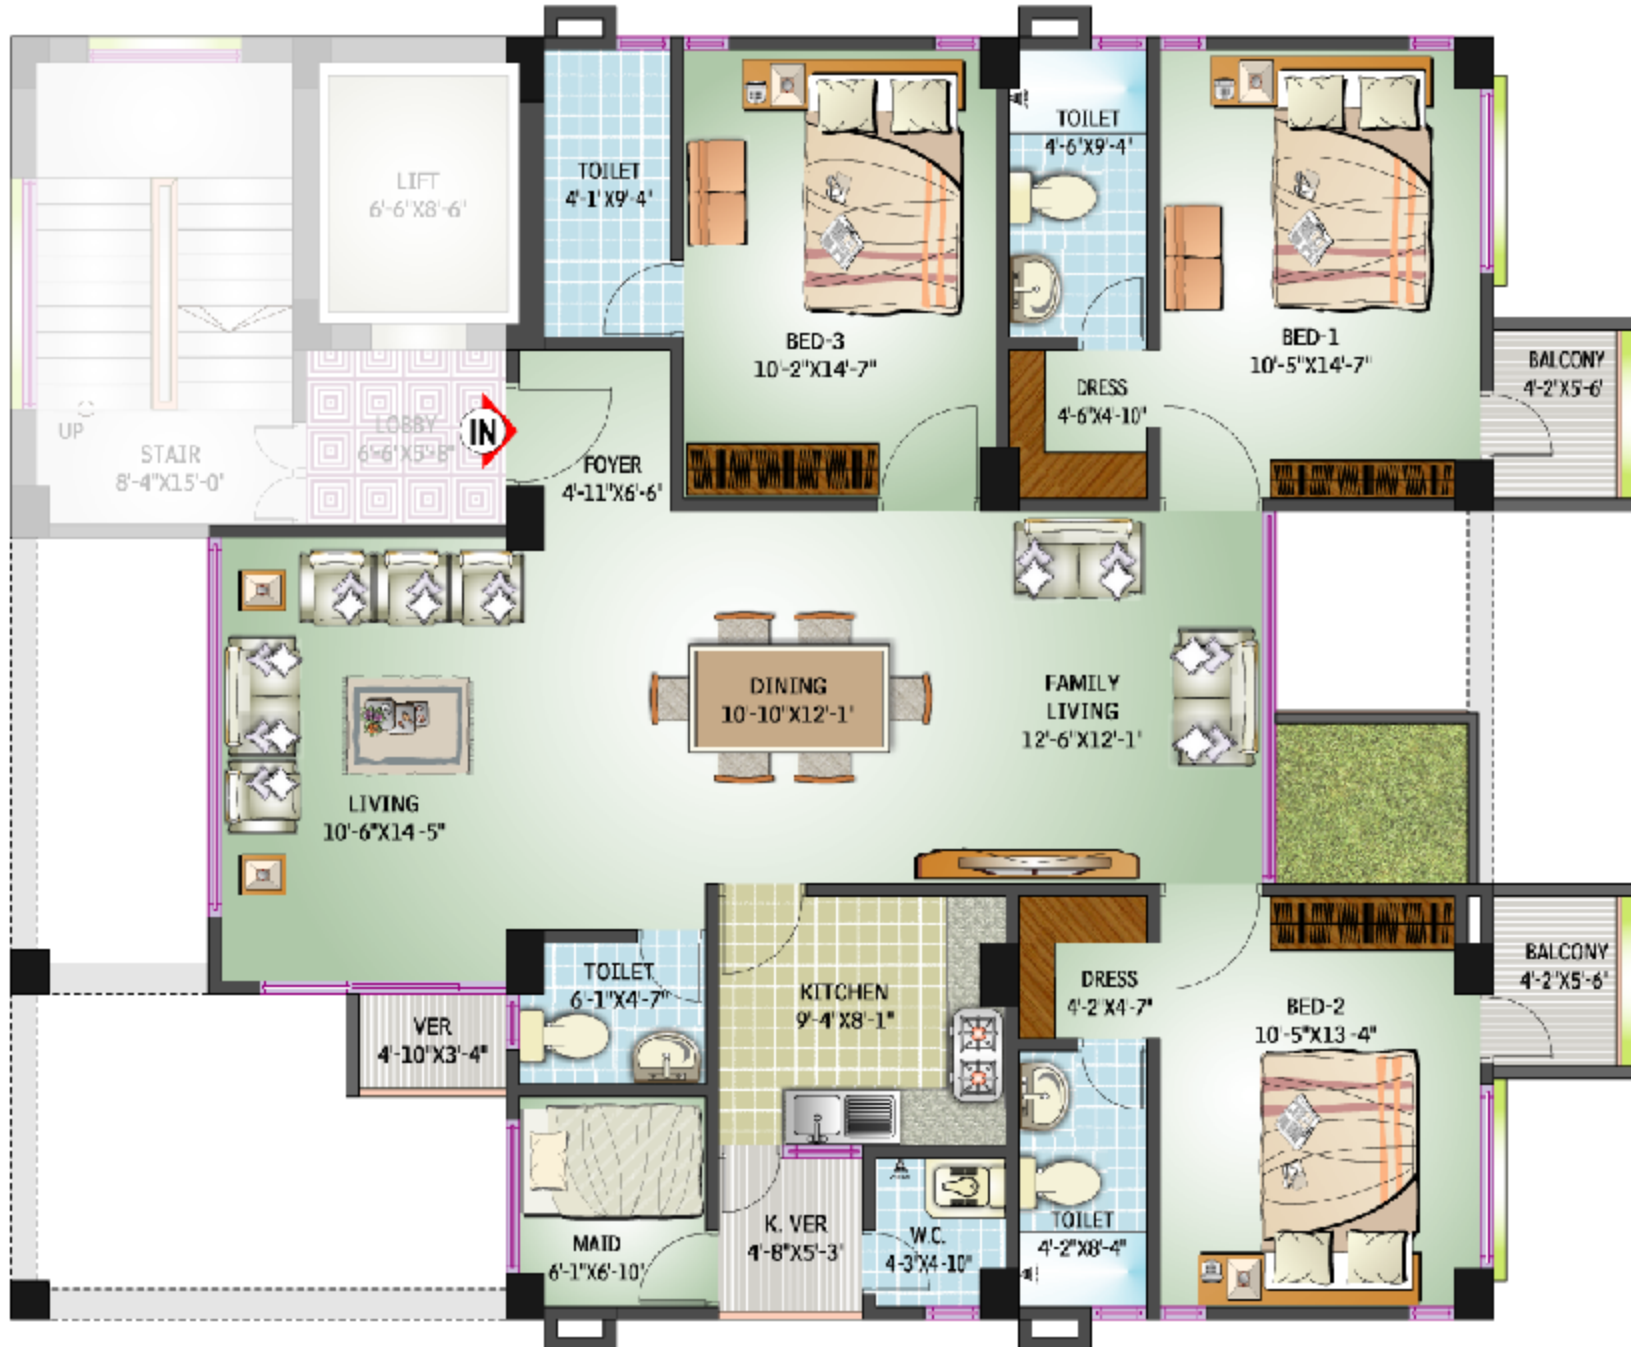 LIFT
6'-6"X8'-6"
TOILET
4'-1'X9'-4'
BED-3
10'-2"X14'-7"
TOILET
4'-6"X9'-4'
BED-1
10'-5"X14'-7"
BALCONY
4'-2"X5'-6'
DRESS
4'-6"X4'-10"
UP
STAIR
8'-4"X15'-0'
LOBBY
6'-6"X5'-8"
IN
FOYER
4'-11"X6'-6"
DINING
10'-10"X12'-1'
FAMILY
LIVING
12'-6"X12'-1'
LIVING
10'-6"X14'-5"
TOILET
6'-1"X4'-7"
KITCHEN
9'-4"X8'-1"
DRESS
4'-2"X4'-7"
BED-2
10'-5"X13'-4"
BALCONY
4'-2"X5'-6'
VER
4'-10"X3'-4"
MAID
6'-1"X6'-10'
K. VER
4'-8"X5'-3'
W.C.
4'-3"X4'-10"
TOILET
4'-2"X8'-4"